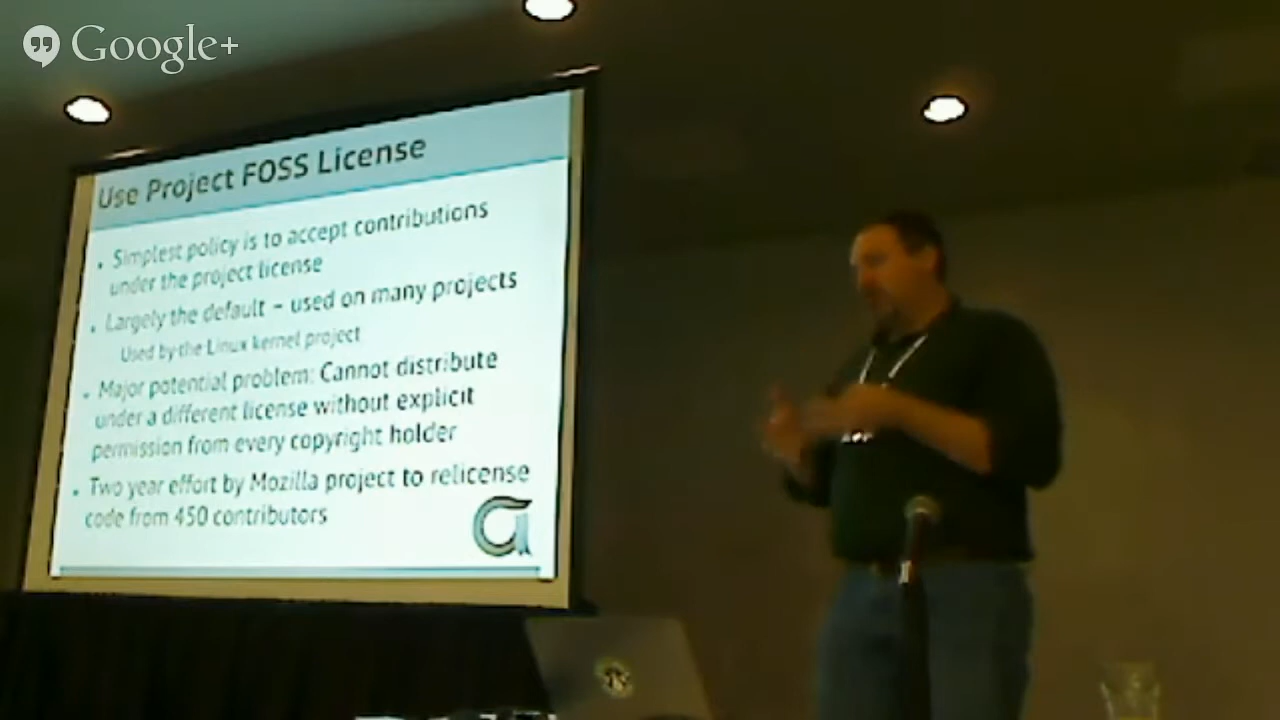 Google+
Use Project FOSS License
• Simplest policy is to accept contributions
under the project license
• Largely the default – used on many projects
Used by the Linux kernel project
• Major potential problem: Cannot distribute
under a different license without explicit
permission from every copyright holder
• Two year effort by Mozilla project to relicense
code from 450 contributors